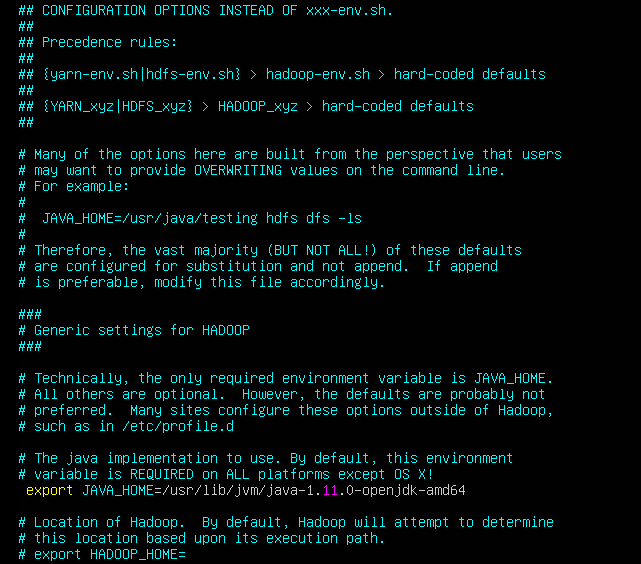 ## CONFIGURATION OPTIONS INSTEAD OF xxx-env.sh.
##
## Precedence rules:
##
## {yarn-env.sh|hdfs-env.sh} > hadoop-env.sh > hard-coded defaults
##
## {YARN_xyz|HDFS_xyz} > HADOOP_xyz > hard-coded defaults
##

# Many of the options here are built from the perspective that users
# may want to provide OVERWRITING values on the command line.
# For example:
#
#  JAVA_HOME=/usr/java/testing hdfs dfs -ls
#
# Therefore, the vast majority (BUT NOT ALL!) of these defaults
# are configured for substitution and not append.  If append
# is preferable, modify this file accordingly.

###
# Generic settings for HADOOP
###

# Technically, the only required environment variable is JAVA_HOME.
# All others are optional.  However, the defaults are probably not
# preferred.  Many sites configure these options outside of Hadoop,
# such as in /etc/profile.d

# The java implementation to use. By default, this environment
# variable is REQUIRED on ALL platforms except OS X!
 export JAVA_HOME=/usr/lib/jvm/java-1.11.0-openjdk-amd64

# Location of Hadoop.  By default, Hadoop will attempt to determine
# this location based upon its execution path.
# export HADOOP_HOME=